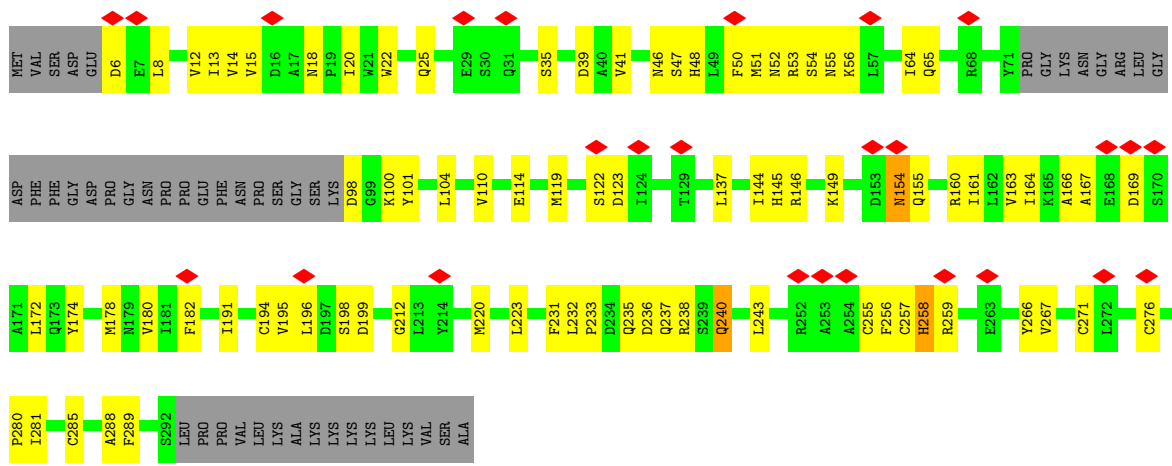 MET VAL SER ASP GLU D6 E7 L8 V12 I13 V14 V15 D16 A17 N18 P19 I20 W21 W22 Q25 E29 S30 Q31 S35 D39 A40 V41 N46 S47 H48 L49 F50 M51 N52 R53 S54 N55 K56 L57 I64 Q65 R68 Y71 PRO GLY LYS ASN GLY ARG LEU GLY
ASP PHE PHE GLY ASP PRO GLY ASN PRO PRO GLU PHE ASN PRO SER GLY SER LYS D98 G99 K100 Y101 L104 V110 E114 M119 S122 D123 I124 T129 L137 I144 H145 R146 K149 D153 N154 Q155 R160 I161 L162 V163 I164 K165 A166 A167 E168 D169 S170
A171 L172 Q173 Y174 M178 N179 V180 I181 F182 I191 C194 V195 L196 D197 S198 D199 G212 L213 Y214 M220 L223 F231 L232 P233 D234 Q235 D236 Q237 R238 S239 Q240 L243 R252 A253 A254 C255 F256 C257 H258 R259 E263 Y266 V267 C271 L272 C276
P280 I281 C285 A288 F289 S292 LEU PRO PRO VAL LEU LYS ALA LYS LYS LYS LYS LEU LYS VAL SER ALA